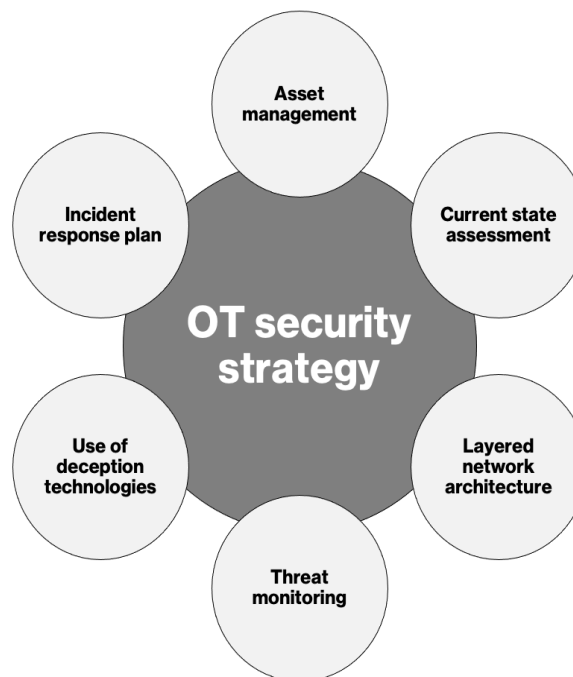 Asset
management
Incident
response plan
Current state
assessment
OT security
strategy
Use of
deception
technologies
Layered
network
architecture
Threat
monitoring